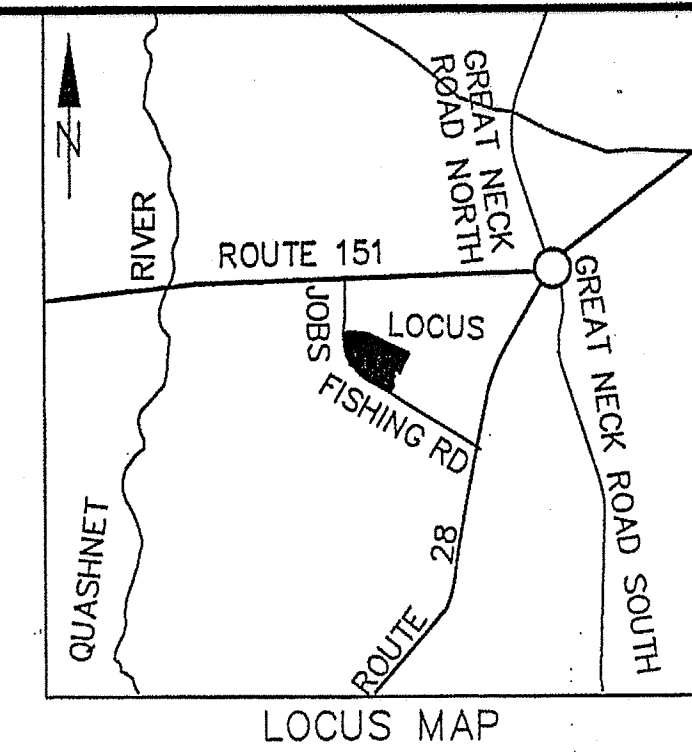 GREAT NECK
ROAD NORTH
N
RIVER
ROUTE 151
JOBS
LOCUS
FISHING RD
GREAT NECK ROAD SOUTH
QUASHNET
28
ROUTE
LOCUS MAP